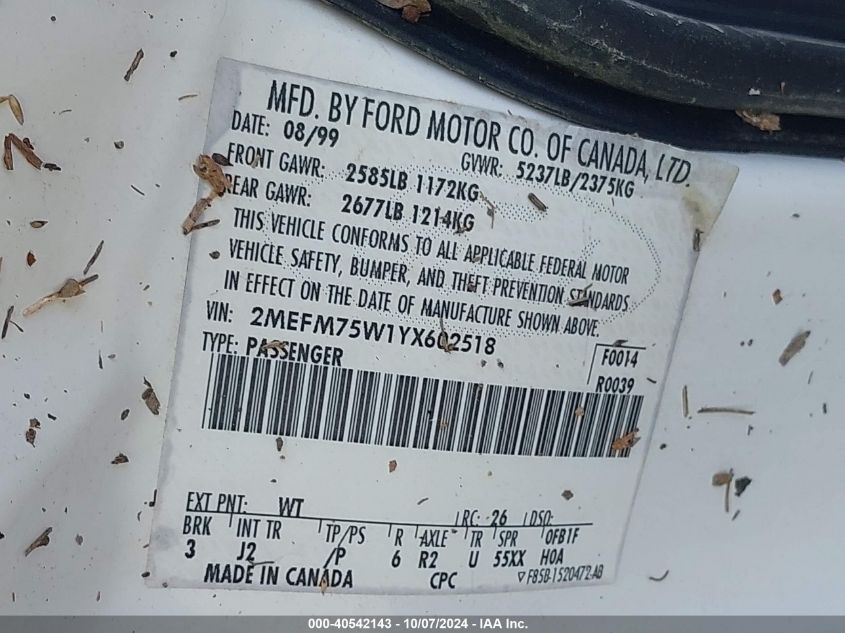 MFD. BY FORD MOTOR CO. OF CANADA, LTD.
DATE: 08/99 GVWR: 5237LB/2375KG
FRONT GAWR: 2585LB 1172KG
REAR GAWR: 2677LB 1214KG
THIS VEHICLE CONFORMS TO ALL APPLICABLE FEDERAL MOTOR
VEHICLE SAFETY, BUMPER, AND THEFT PREVENTION STANDARDS
IN EFFECT ON THE DATE OF MANUFACTURE SHOWN ABOVE.
VIN: 2MEFM75W1YX602518
TYPE: PASSENGER
F0014
R0039
EXT PNT: WT RC: 26 DSO:
BRK INT TR TP/PS R AXLE TR SPR OFB1F
3 J2 /P 6 R2 U 55XX H0A
MADE IN CANADA CPC ▽F85B-1520472-AB
000-40542143 - 10/07/2024 - IAA Inc.